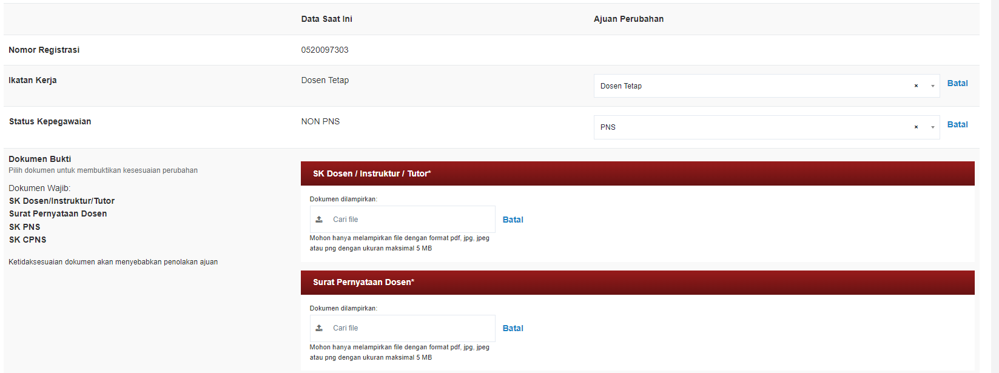 Data Saat Ini
Ajuan Perubahan
Nomor Registrasi
0520097303
Ikatan Kerja
Dosen Tetap
Dosen Tetap
×
Batal
Status Kepegawaian
NON PNS
PNS
×
Batal
Dokumen Bukti
Pilih dokumen untuk membuktikan kesesuaian perubahan
Dokumen Wajib:
SK Dosen/Instruktur/Tutor
Surat Pernyataan Dosen
SK PNS
SK CPNS
Ketidaksesuaian dokumen akan menyebabkan penolakan ajuan
SK Dosen / Instruktur / Tutor*
Dokumen dilampirkan:
Cari file
Batal
Mohon hanya melampirkan file dengan format pdf, jpg, jpeg
atau png dengan ukuran maksimal 5 MB
Surat Pernyataan Dosen*
Dokumen dilampirkan:
Cari file
Batal
Mohon hanya melampirkan file dengan format pdf, jpg, jpeg
atau png dengan ukuran maksimal 5 MB